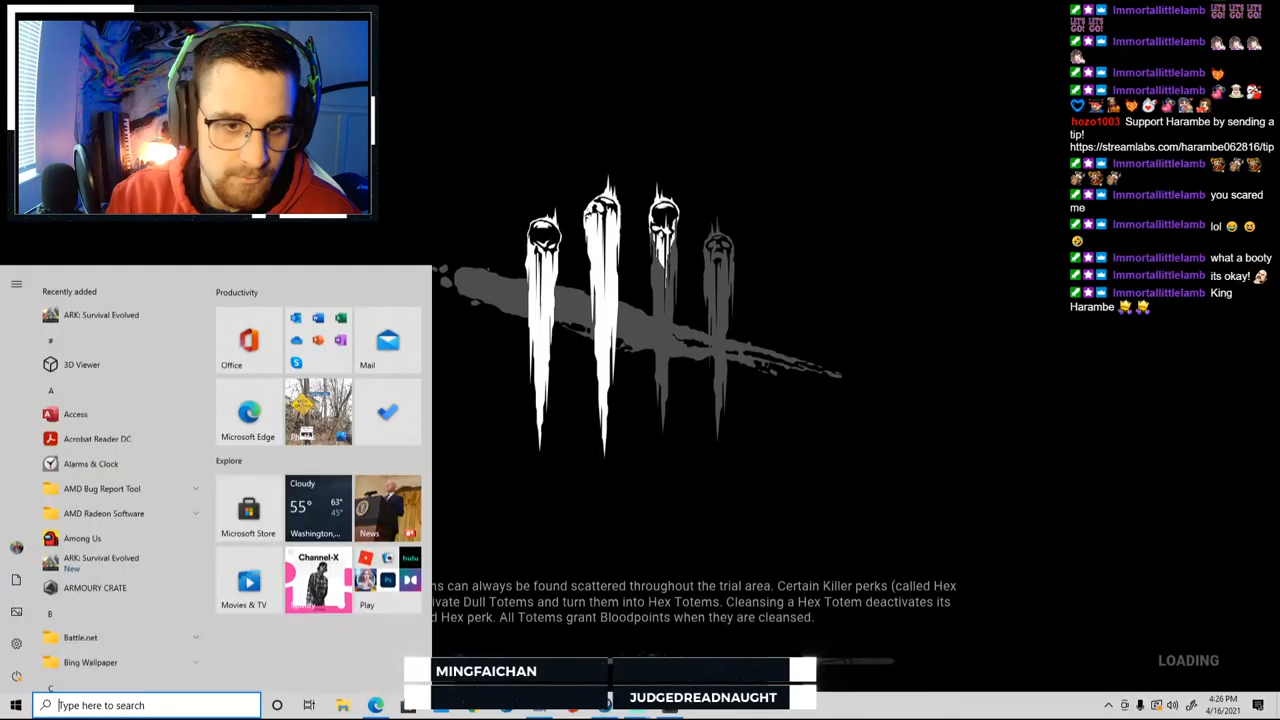 Immortallittlelamb
Immortallittlelamb
Immortallittlelamb
Immortallittlelamb
hozo1003 Support Harambe by sending a
tip!
https://streamlabs.com/harambe062816/tip
Immortallittlelamb
Immortallittlelamb you scared
me
Immortallittlelamb lol
Immortallittlelamb what a booty
Immortallittlelamb its okay!
Immortallittlelamb King
Harambe
Recently added
ARK: Survival Evolved
#
3D Viewer
A
Access
Acrobat Reader DC
Alarms & Clock
AMD Bug Report Tool
AMD Radeon Software
Among Us
ARK: Survival Evolved
New
ARMOURY CRATE
B
Battle.net
Bing Wallpaper
C
Productivity
Office
Mail
Microsoft Edge
Explore
Microsoft Store
Cloudy
55° 63°
45°
Washington,...
News
Movies & TV
Channel-X
Spotify
hulu
Ps
Play
ns can always be found scattered throughout the trial area. Certain Killer perks (called Hex
ivate Dull Totems and turn them into Hex Totems. Cleansing a Hex Totem deactivates its
d Hex perk. All Totems grant Bloodpoints when they are cleansed.
LOADING
MINGFAICHAN
JUDGEDREADNAUGHT
Type here to search
4:26 PM
4/16/2021